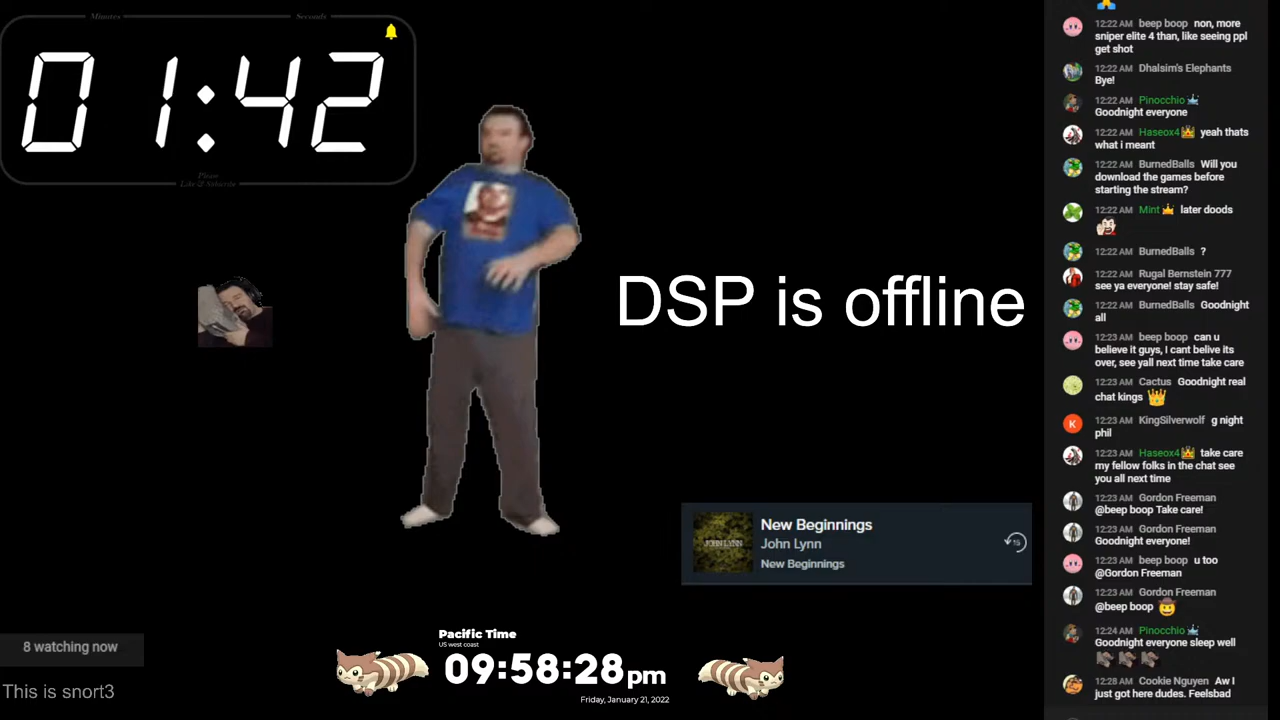 Minutes
Seconds
01:42
Please
Like & Subscribe
DSP is offline
JOHN LYNN
New Beginnings
John Lynn
New Beginnings
15
8 watching now
This is snort3
Pacific Time
US west coast
09:58:28pm
Friday, January 21, 2022
12:22 AM beep boop non, more
sniper elite 4 than, like seeing ppl
get shot
12:22 AM Dhalsim's Elephants
Bye!
12:22 AM Pinocchio
Goodnight everyone
12:22 AM Haseox4 yeah thats
what i meant
12:22 AM BurnedBalls Will you
download the games before
starting the stream?
12:22 AM Mint later doods
12:22 AM BurnedBalls ?
12:22 AM Rugal Bernstein 777
see ya everyone! stay safe!
12:22 AM BurnedBalls Goodnight
all
12:23 AM beep boop can u
believe it guys, I cant belive its
over, see yall next time take care
12:23 AM Cactus Goodnight real
chat kings
K
12:23 AM KingSilverwolf g night
phil
12:23 AM Haseox4 take care
my fellow folks in the chat see
you all next time
12:23 AM Gordon Freeman
@beep boop Take care!
12:23 AM Gordon Freeman
Goodnight everyone!
12:23 AM beep boop u too
@Gordon Freeman
12:23 AM Gordon Freeman
@beep boop
12:24 AM Pinocchio
Goodnight everyone sleep well
12:28 AM Cookie Nguyen Aw I
just got here dudes. Feelsbad